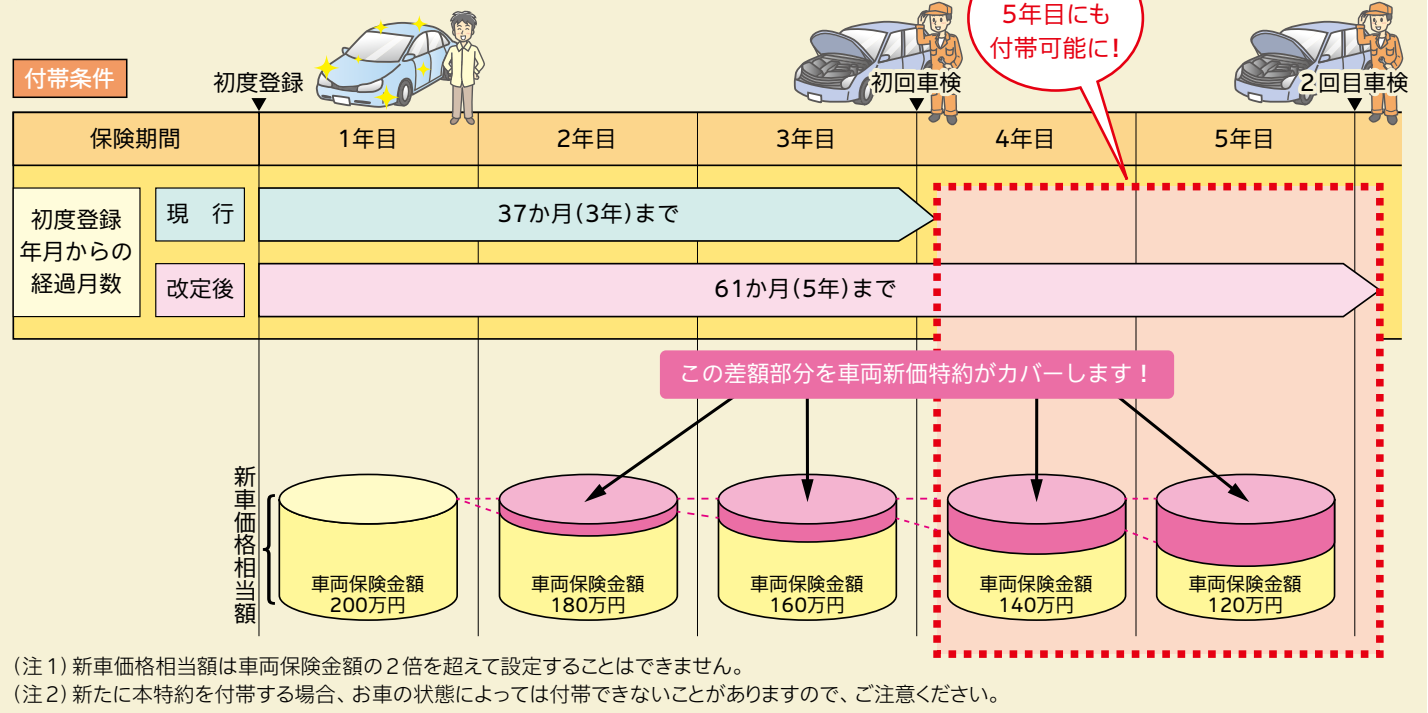 5年目にも
付帯可能に!
付帯条件
初度登録
初回車検
2回目車検
保険期間
1年目
2年目
3年目
4年目
5年目
初度登録
年月からの
経過月数
現 行
37か月(3年)まで
改定後
61か月(5年)まで
この差額部分を車両新価特約がカバーします!
新車価格相当額
車両保険金額
200万円
車両保険金額
180万円
車両保険金額
160万円
車両保険金額
140万円
車両保険金額
120万円
(注1)新車価格相当額は車両保険金額の2倍を超えて設定することはできません。
(注2)新たに本特約を付帯する場合、お車の状態によっては付帯できないことがありますので、ご注意ください。